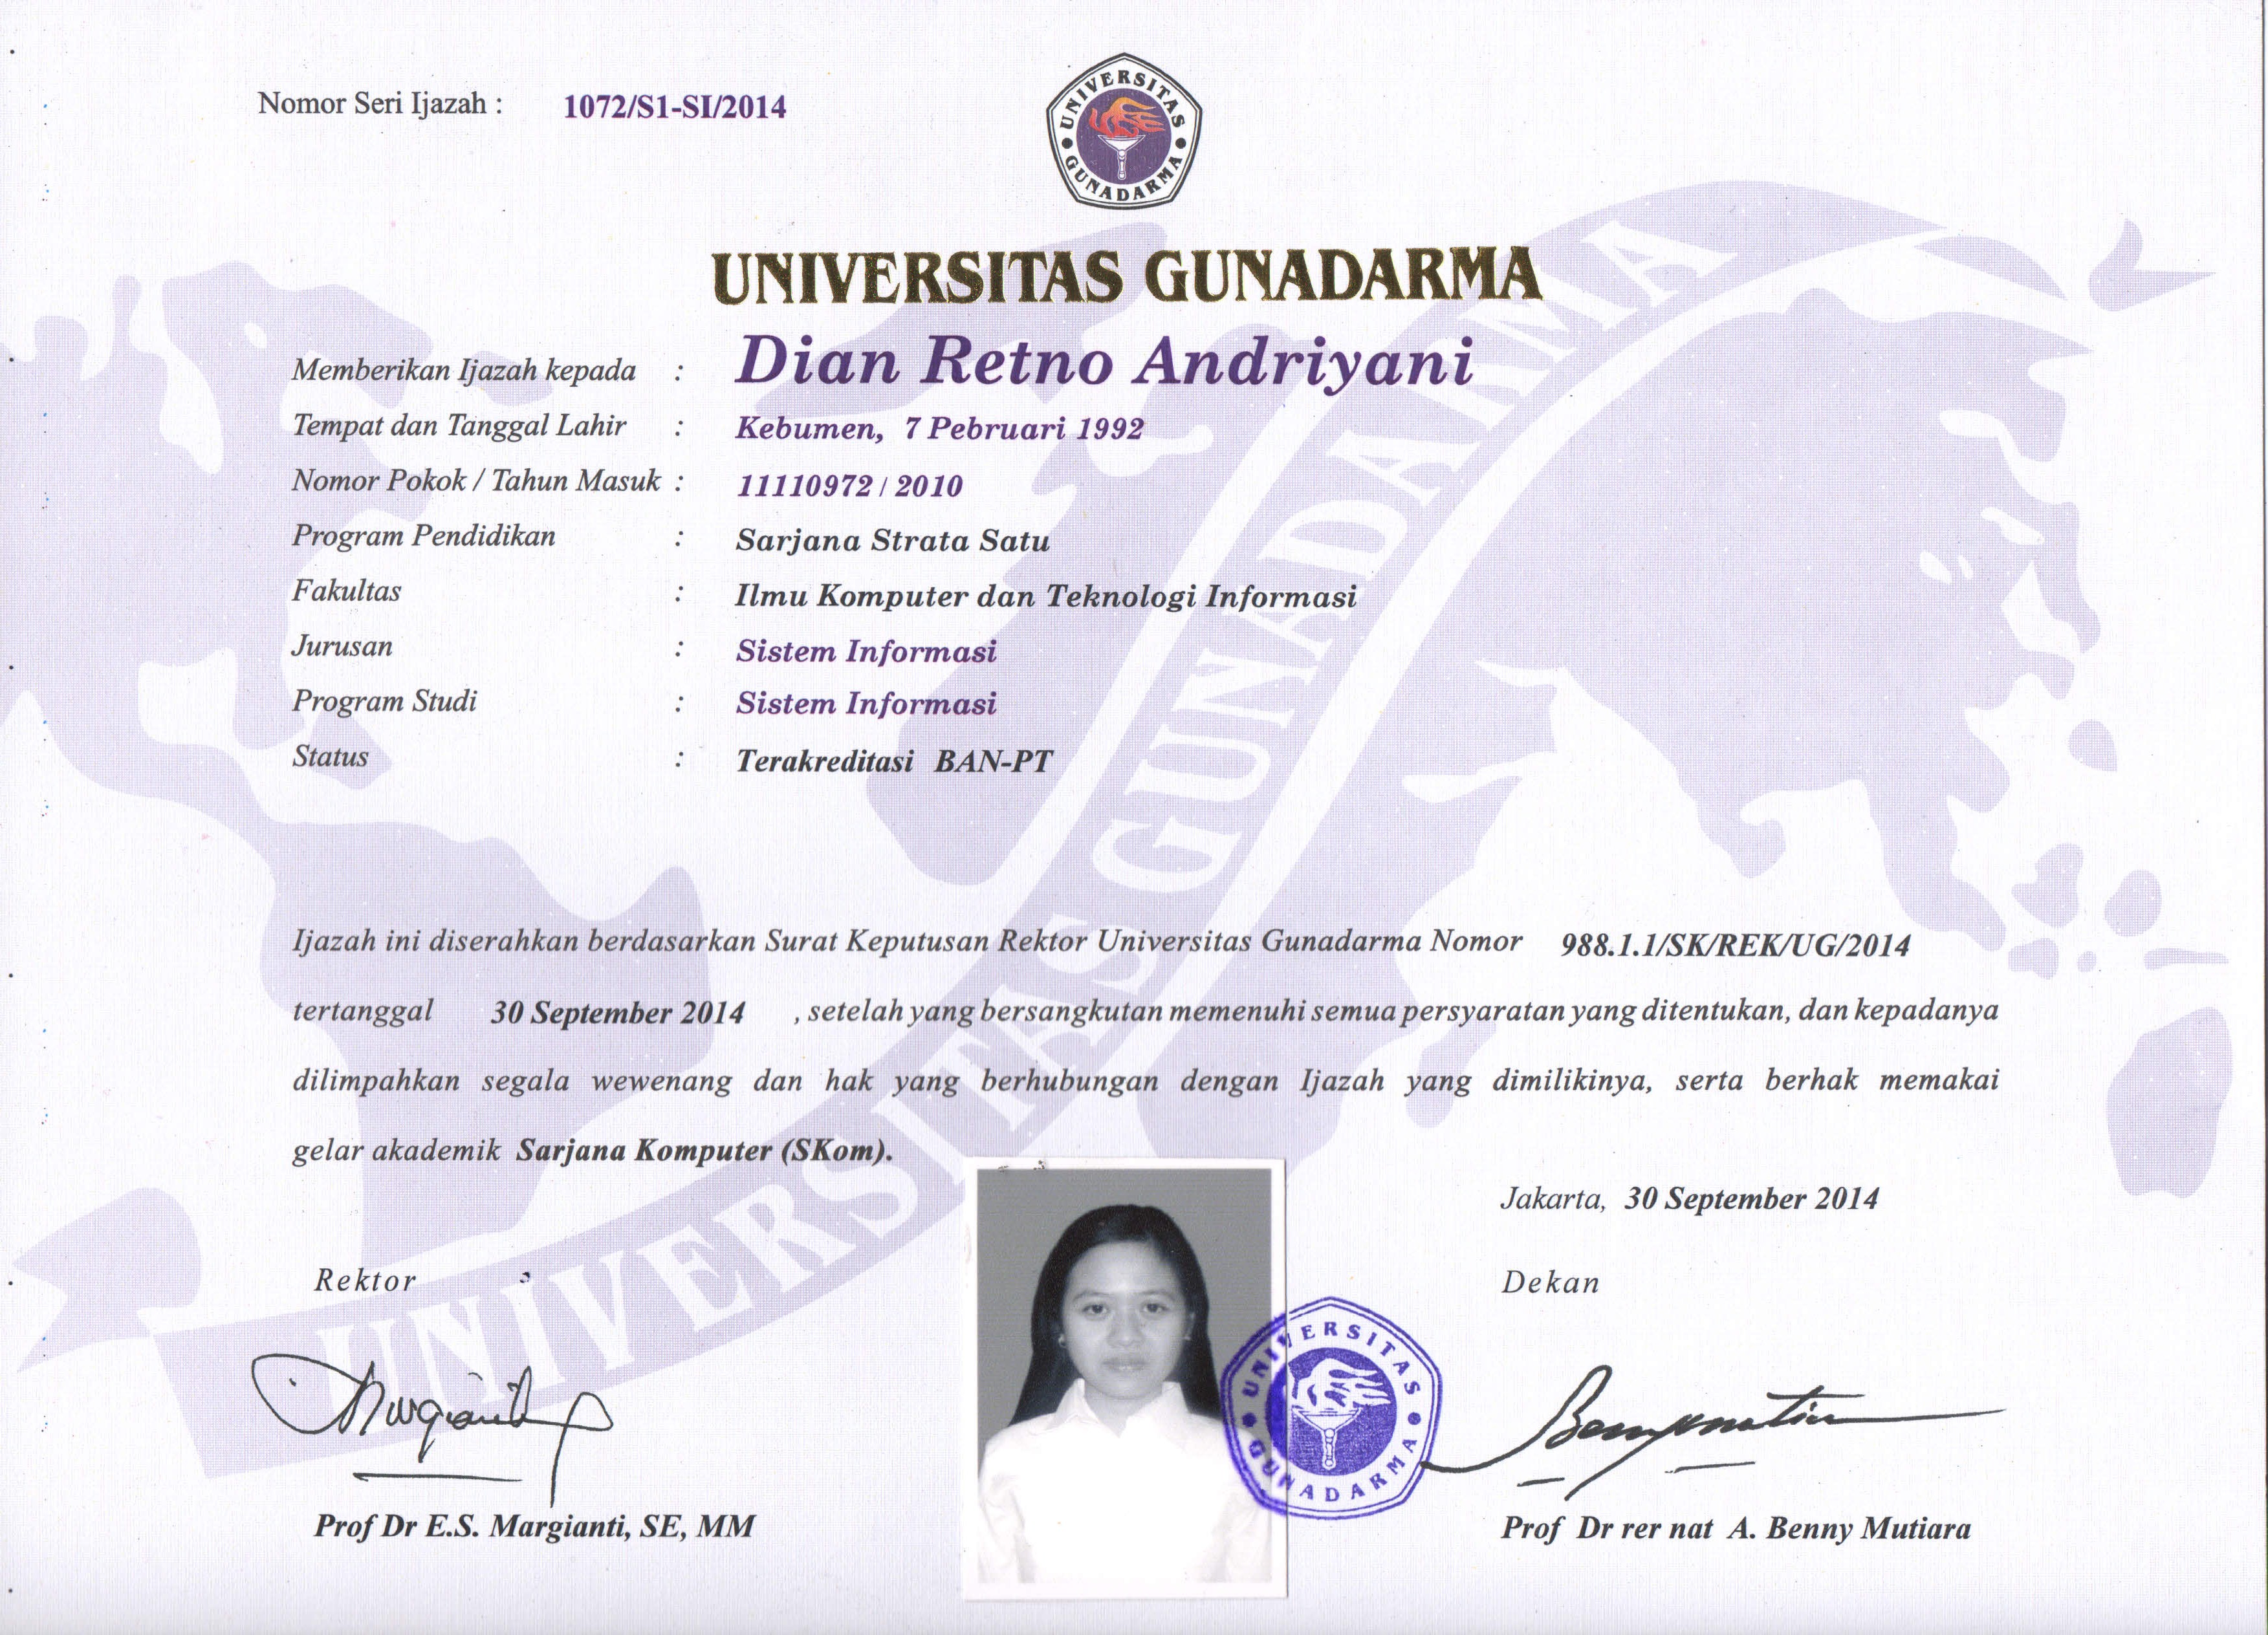 Nomor Seri Ijazah : 1072/S1-SI/2014
UNIVERSITAS GUNADARMA
UNIVERSITAS GUNADARMA
Memberikan Ijazah kepada : Dian Retno Andriyani
Tempat dan Tanggal Lahir : Kebumen, 7 Pebruari 1992
Nomor Pokok / Tahun Masuk : 11110972 / 2010
Program Pendidikan : Sarjana Strata Satu
Fakultas : Ilmu Komputer dan Teknologi Informasi
Jurusan : Sistem Informasi
Program Studi : Sistem Informasi
Status : Terakreditasi BAN-PT
UNIVERSITAS GUNADARMA
Ijazah ini diserahkan berdasarkan Surat Keputusan Rektor Universitas Gunadarma Nomor 988.1.1/SK/REK/UG/2014
tertanggal 30 September 2014 , setelah yang bersangkutan memenuhi semua persyaratan yang ditentukan, dan kepadanya
dilimpahkan segala wewenang dan hak yang berhubungan dengan Ijazah yang dimilikinya, serta berhak memakai
gelar akademik Sarjana Komputer (SKom).
Jakarta, 30 September 2014
Rektor
Dekan
UNIVERSITAS GUNADARMA
Prof Dr E.S. Margianti, SE, MM
Prof Dr rer nat A. Benny Mutiara